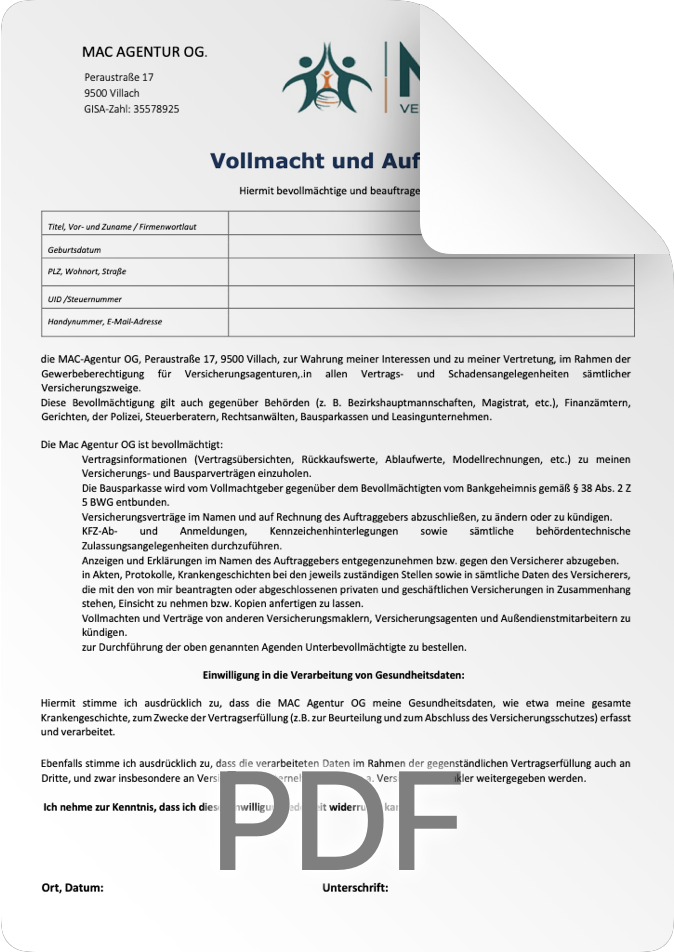 MAC AGENTUR OG.
Peraustraße 17
9500 Villach
GISA-Zahl: 35578925
VE
Vollmacht und Auf
Hiermit bevollmächtige und beauftrage
Titel, Vor- und Zuname / Firmenwortlaut
Geburtsdatum
PLZ, Wohnort, Straße
UID /Steuernummer
Handynummer, E-Mail-Adresse
die MAC-Agentur OG, Peraustraße 17, 9500 Villach, zur Wahrung meiner Interessen und zu meiner Vertretung, im Rahmen der
Gewerbeberechtigung für Versicherungsagenturen,.in allen Vertrags- und Schadensangelegenheiten sämtlicher
Versicherungszweige.
Diese Bevollmächtigung gilt auch gegenüber Behörden (z. B. Bezirkshauptmannschaften, Magistrat, etc.), Finanzämtern,
Gerichten, der Polizei, Steuerberatern, Rechtsanwälten, Bausparkassen und Leasingunternehmen.
Die Mac Agentur OG ist bevollmächtigt:
Vertragsinformationen (Vertragsübersichten, Rückkaufswerte, Ablaufwerte, Modellrechnungen, etc.) zu meinen
Versicherungs- und Bausparverträgen einzuholen.
Die Bausparkasse wird vom Vollmachtgeber gegenüber dem Bevollmächtigten vom Bankgeheimnis gemäß § 38 Abs. 2 Z
5 BWG entbunden.
Versicherungsverträge im Namen und auf Rechnung des Auftraggebers abzuschließen, zu ändern oder zu kündigen.
KFZ-Ab- und Anmeldungen, Kennzeichenhinterlegungen sowie sämtliche behördentechnische
Zulassungsangelegenheiten durchzuführen.
Anzeigen und Erklärungen im Namen des Auftraggebers entgegenzunehmen bzw. gegen den Versicherer abzugeben.
in Akten, Protokolle, Krankengeschichten bei den jeweils zuständigen Stellen sowie in sämtliche Daten des Versicherers,
die mit den von mir beantragten oder abgeschlossenen privaten und geschäftlichen Versicherungen in Zusammenhang
stehen, Einsicht zu nehmen bzw. Kopien anfertigen zu lassen.
Vollmachten und Verträge von anderen Versicherungsmaklern, Versicherungsagenten und Außendienstmitarbeitern zu
kündigen.
zur Durchführung der oben genannten Agenden Unterbevollmächtigte zu bestellen.
Einwilligung in die Verarbeitung von Gesundheitsdaten:
Hiermit stimme ich ausdrücklich zu, dass die MAC Agentur OG meine Gesundheitsdaten, wie etwa meine gesamte
Krankengeschichte, zum Zwecke der Vertragserfüllung (z.B. zur Beurteilung und zum Abschluss des Versicherungsschutzes) erfasst
und verarbeitet.
Ebenfalls stimme ich ausdrücklich zu, dass die verarbeiteten Daten im Rahmen der gegenständlichen Vertragserfüllung auch an
Dritte, und zwar insbesondere an weitergegeben werden.
Ich nehme zur Kenntnis, dass ich
PDF
Ort, Datum: Unterschrift: